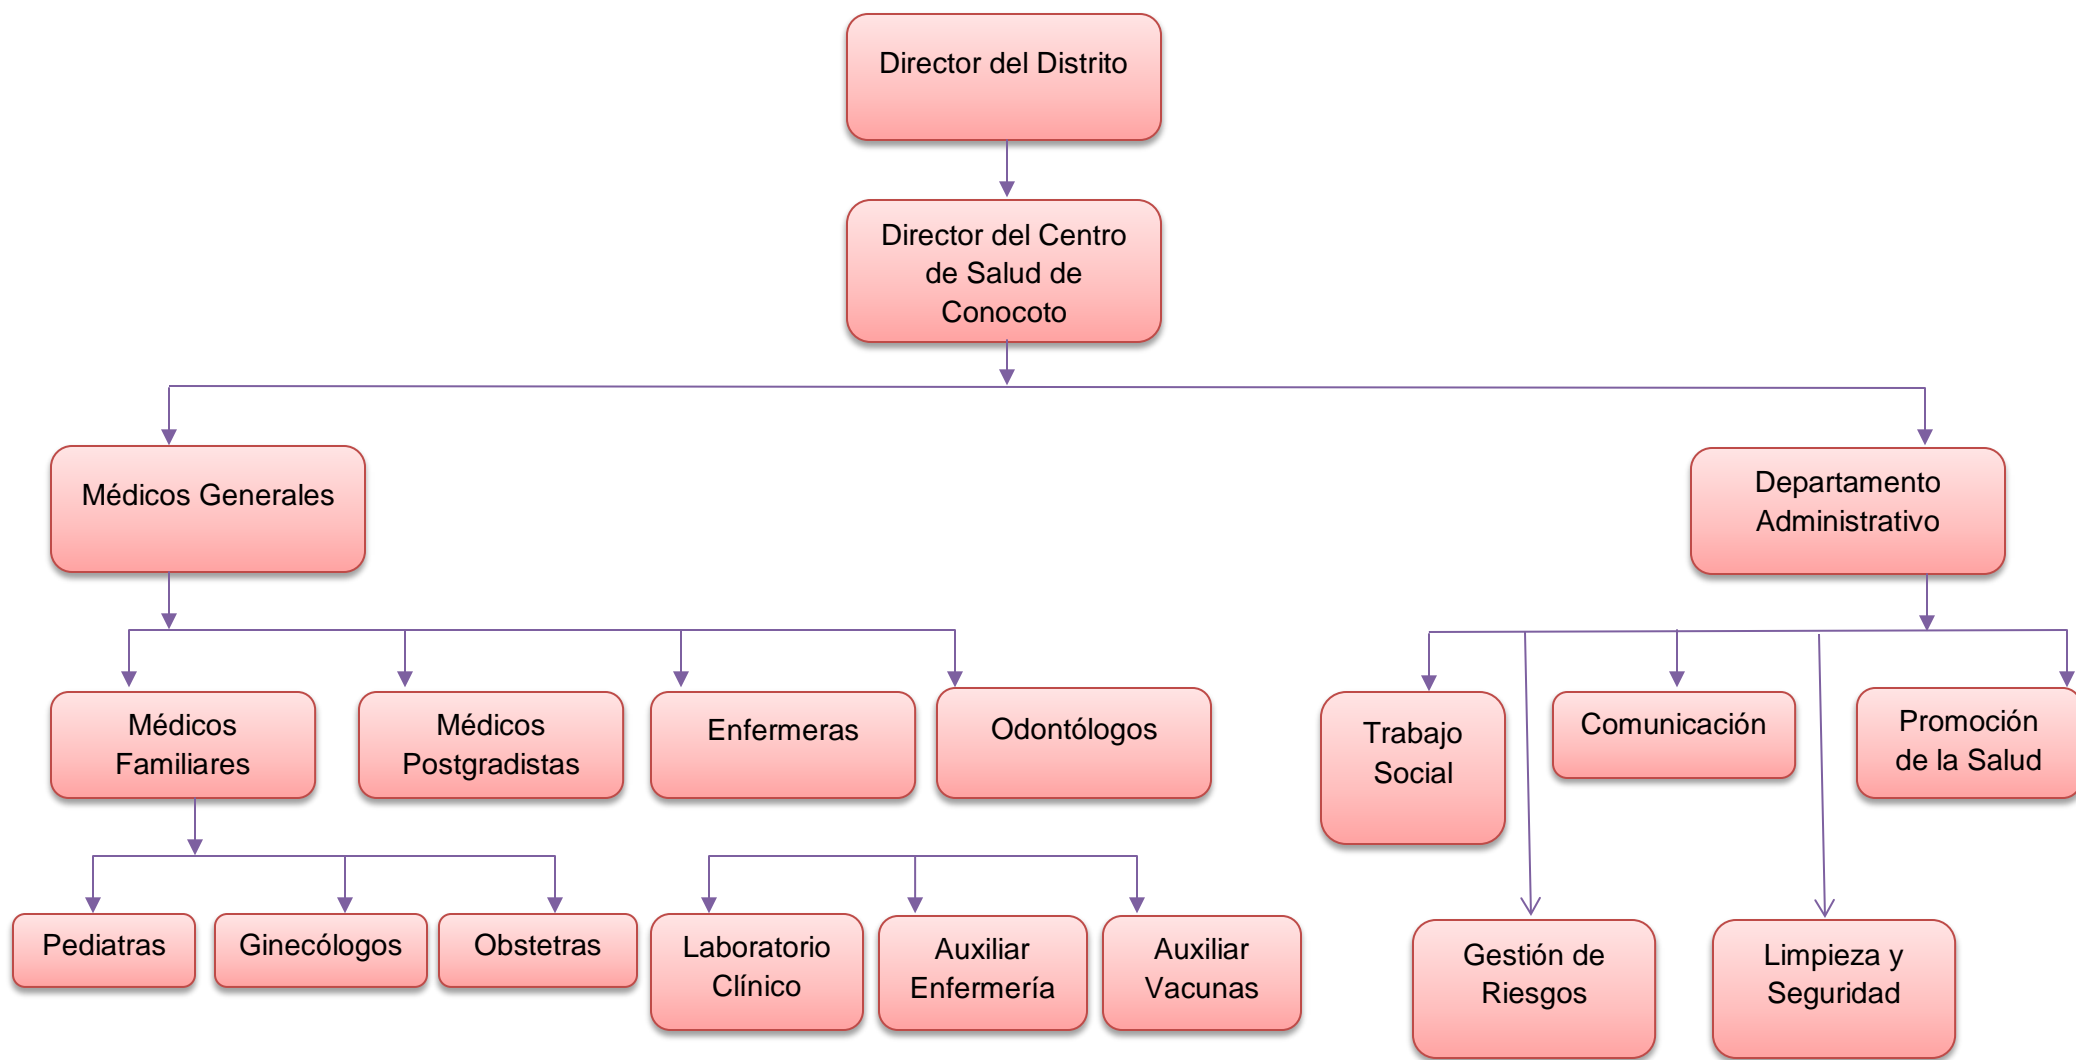 Director del Distrito
Director del Centro
de Salud de
Conocoto
Médicos Generales
Departamento
Administrativo
Médicos
Familiares
Médicos
Postgradistas
Enfermeras
Odontólogos
Trabajo
Social
Comunicación
Promoción
de la Salud
Pediatras
Ginecólogos
Obstetras
Laboratorio
Clínico
Auxiliar
Enfermería
Auxiliar
Vacunas
Gestión de
Riesgos
Limpieza y
Seguridad